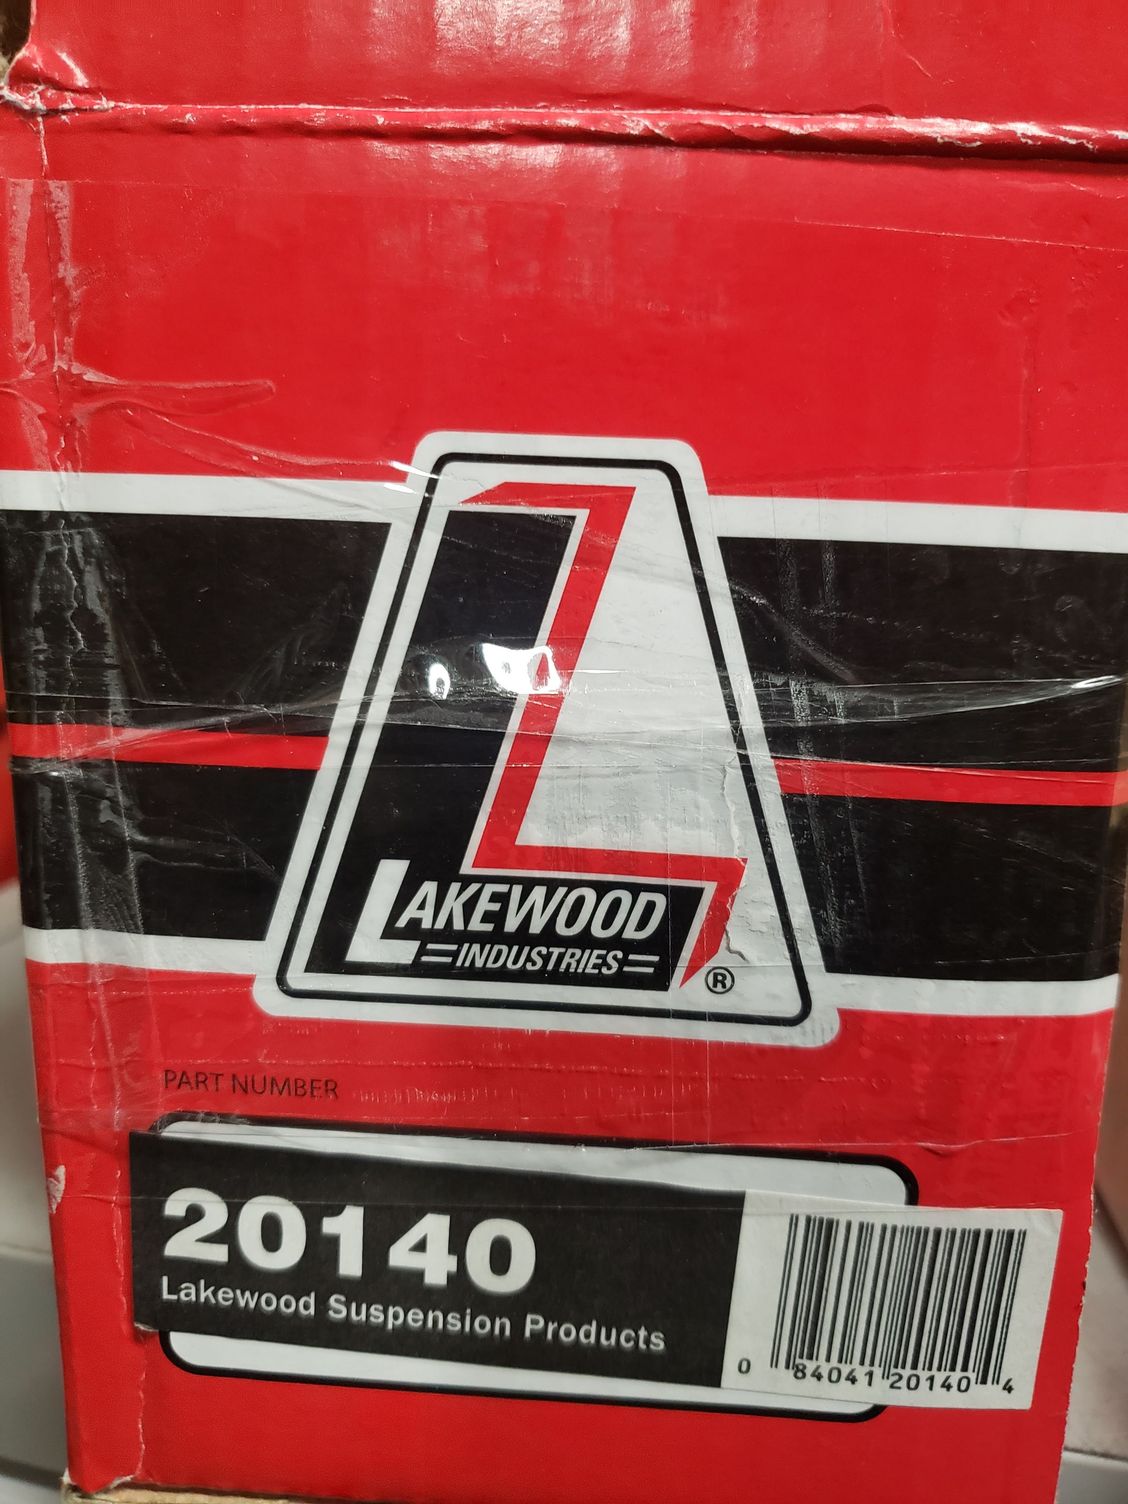 LAKEWOOD
INDUSTRIES
®
PART NUMBER
20140
Lakewood Suspension Products
0 84041 20140 4